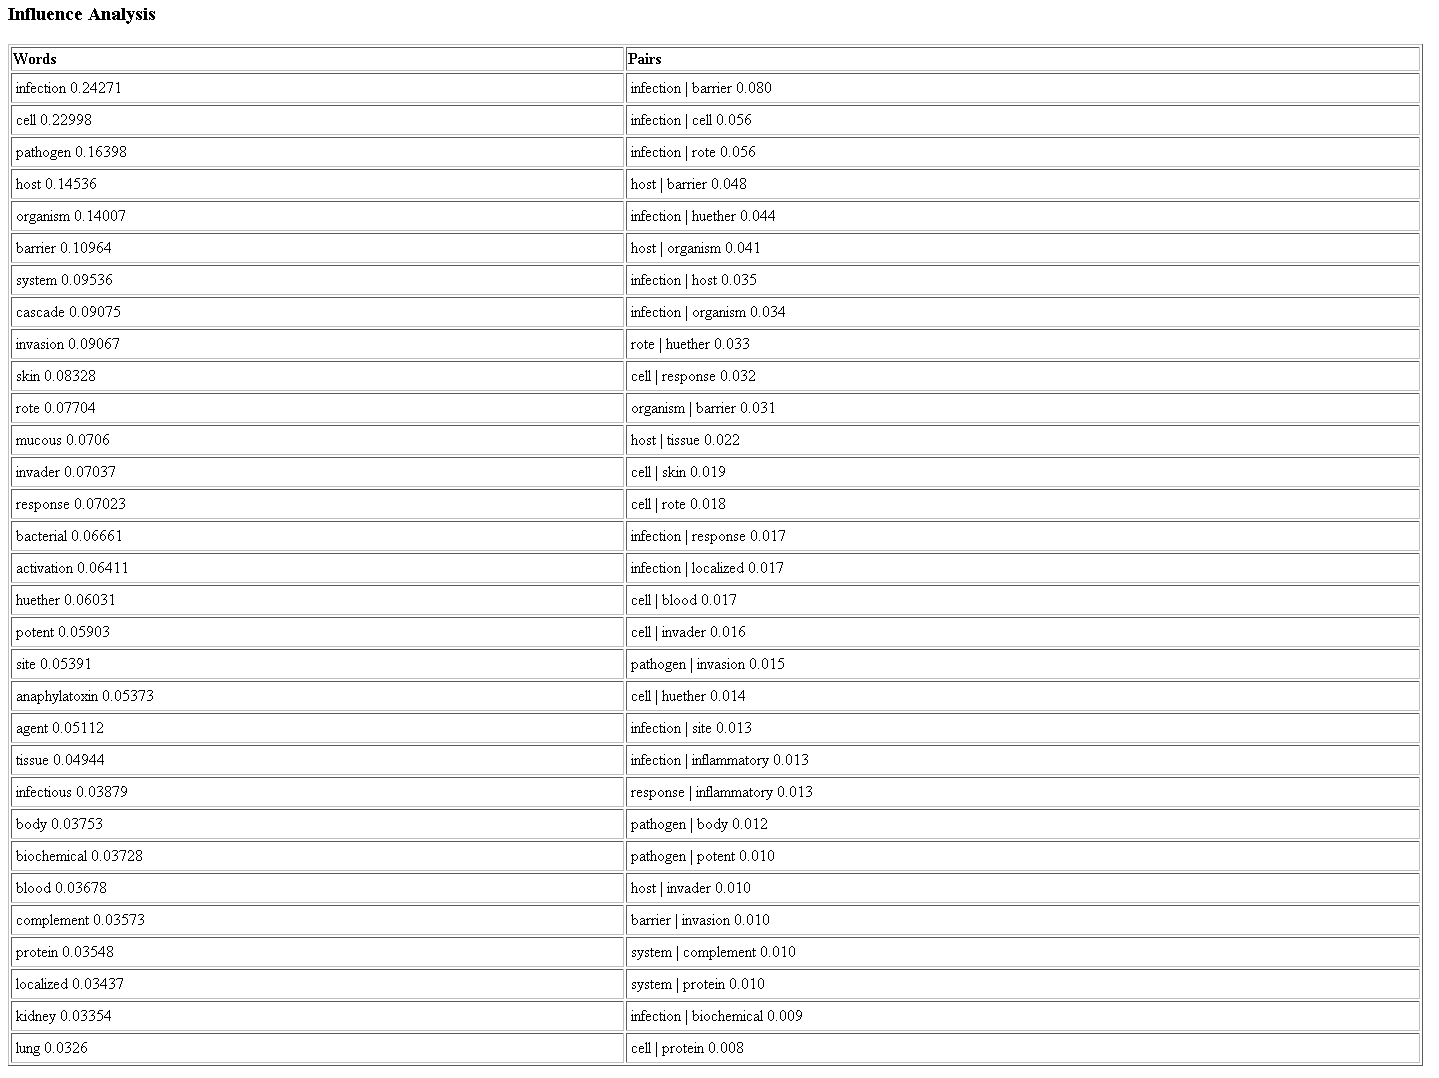 Influence Analysis
Words Pairs
infection 0.24271 infection | barrier 0.080
cell 0.22998 infection | cell 0.056
pathogen 0.16398 infection | rote 0.056
host 0.14536 host | barrier 0.048
organism 0.14007 infection | huether 0.044
barrier 0.10964 host | organism 0.041
system 0.09536 infection | host 0.035
cascade 0.09075 infection | organism 0.034
invasion 0.09067 rote | huether 0.033
skin 0.08328 cell | response 0.032
rote 0.07704 organism | barrier 0.031
mucous 0.0706 host | tissue 0.022
invader 0.07037 cell | skin 0.019
response 0.07023 cell | rote 0.018
bacterial 0.06661 infection | response 0.017
activation 0.06411 infection | localized 0.017
huether 0.06031 cell | blood 0.017
potent 0.05903 cell | invader 0.016
site 0.05391 pathogen | invasion 0.015
anaphylatoxin 0.05373 cell | huether 0.014
agent 0.05112 infection | site 0.013
tissue 0.04944 infection | inflammatory 0.013
infectious 0.03879 response | inflammatory 0.013
body 0.03753 pathogen | body 0.012
biochemical 0.03728 pathogen | potent 0.010
blood 0.03678 host | invader 0.010
complement 0.03573 barrier | invasion 0.010
protein 0.03548 system | complement 0.010
localized 0.03437 system | protein 0.010
kidney 0.03354 infection | biochemical 0.009
lung 0.0326 cell | protein 0.008